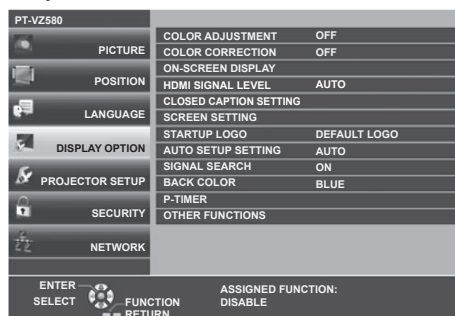 PT-VZ580
PICTURE
POSITION
LANGUAGE
DISPLAY OPTION
PROJECTOR SETUP
SECURITY
NETWORK
COLOR ADJUSTMENT OFF
COLOR CORRECTION OFF
ON-SCREEN DISPLAY
HDMI SIGNAL LEVEL AUTO
CLOSED CAPTION SETTING
SCREEN SETTING
STARTUP LOGO DEFAULT LOGO
AUTO SETUP SETTING AUTO
SIGNAL SEARCH ON
BACK COLOR BLUE
P-TIMER
OTHER FUNCTIONS
ENTER
SELECT
FUNCTION
RETURN
ASSIGNED FUNCTION:
DISABLE